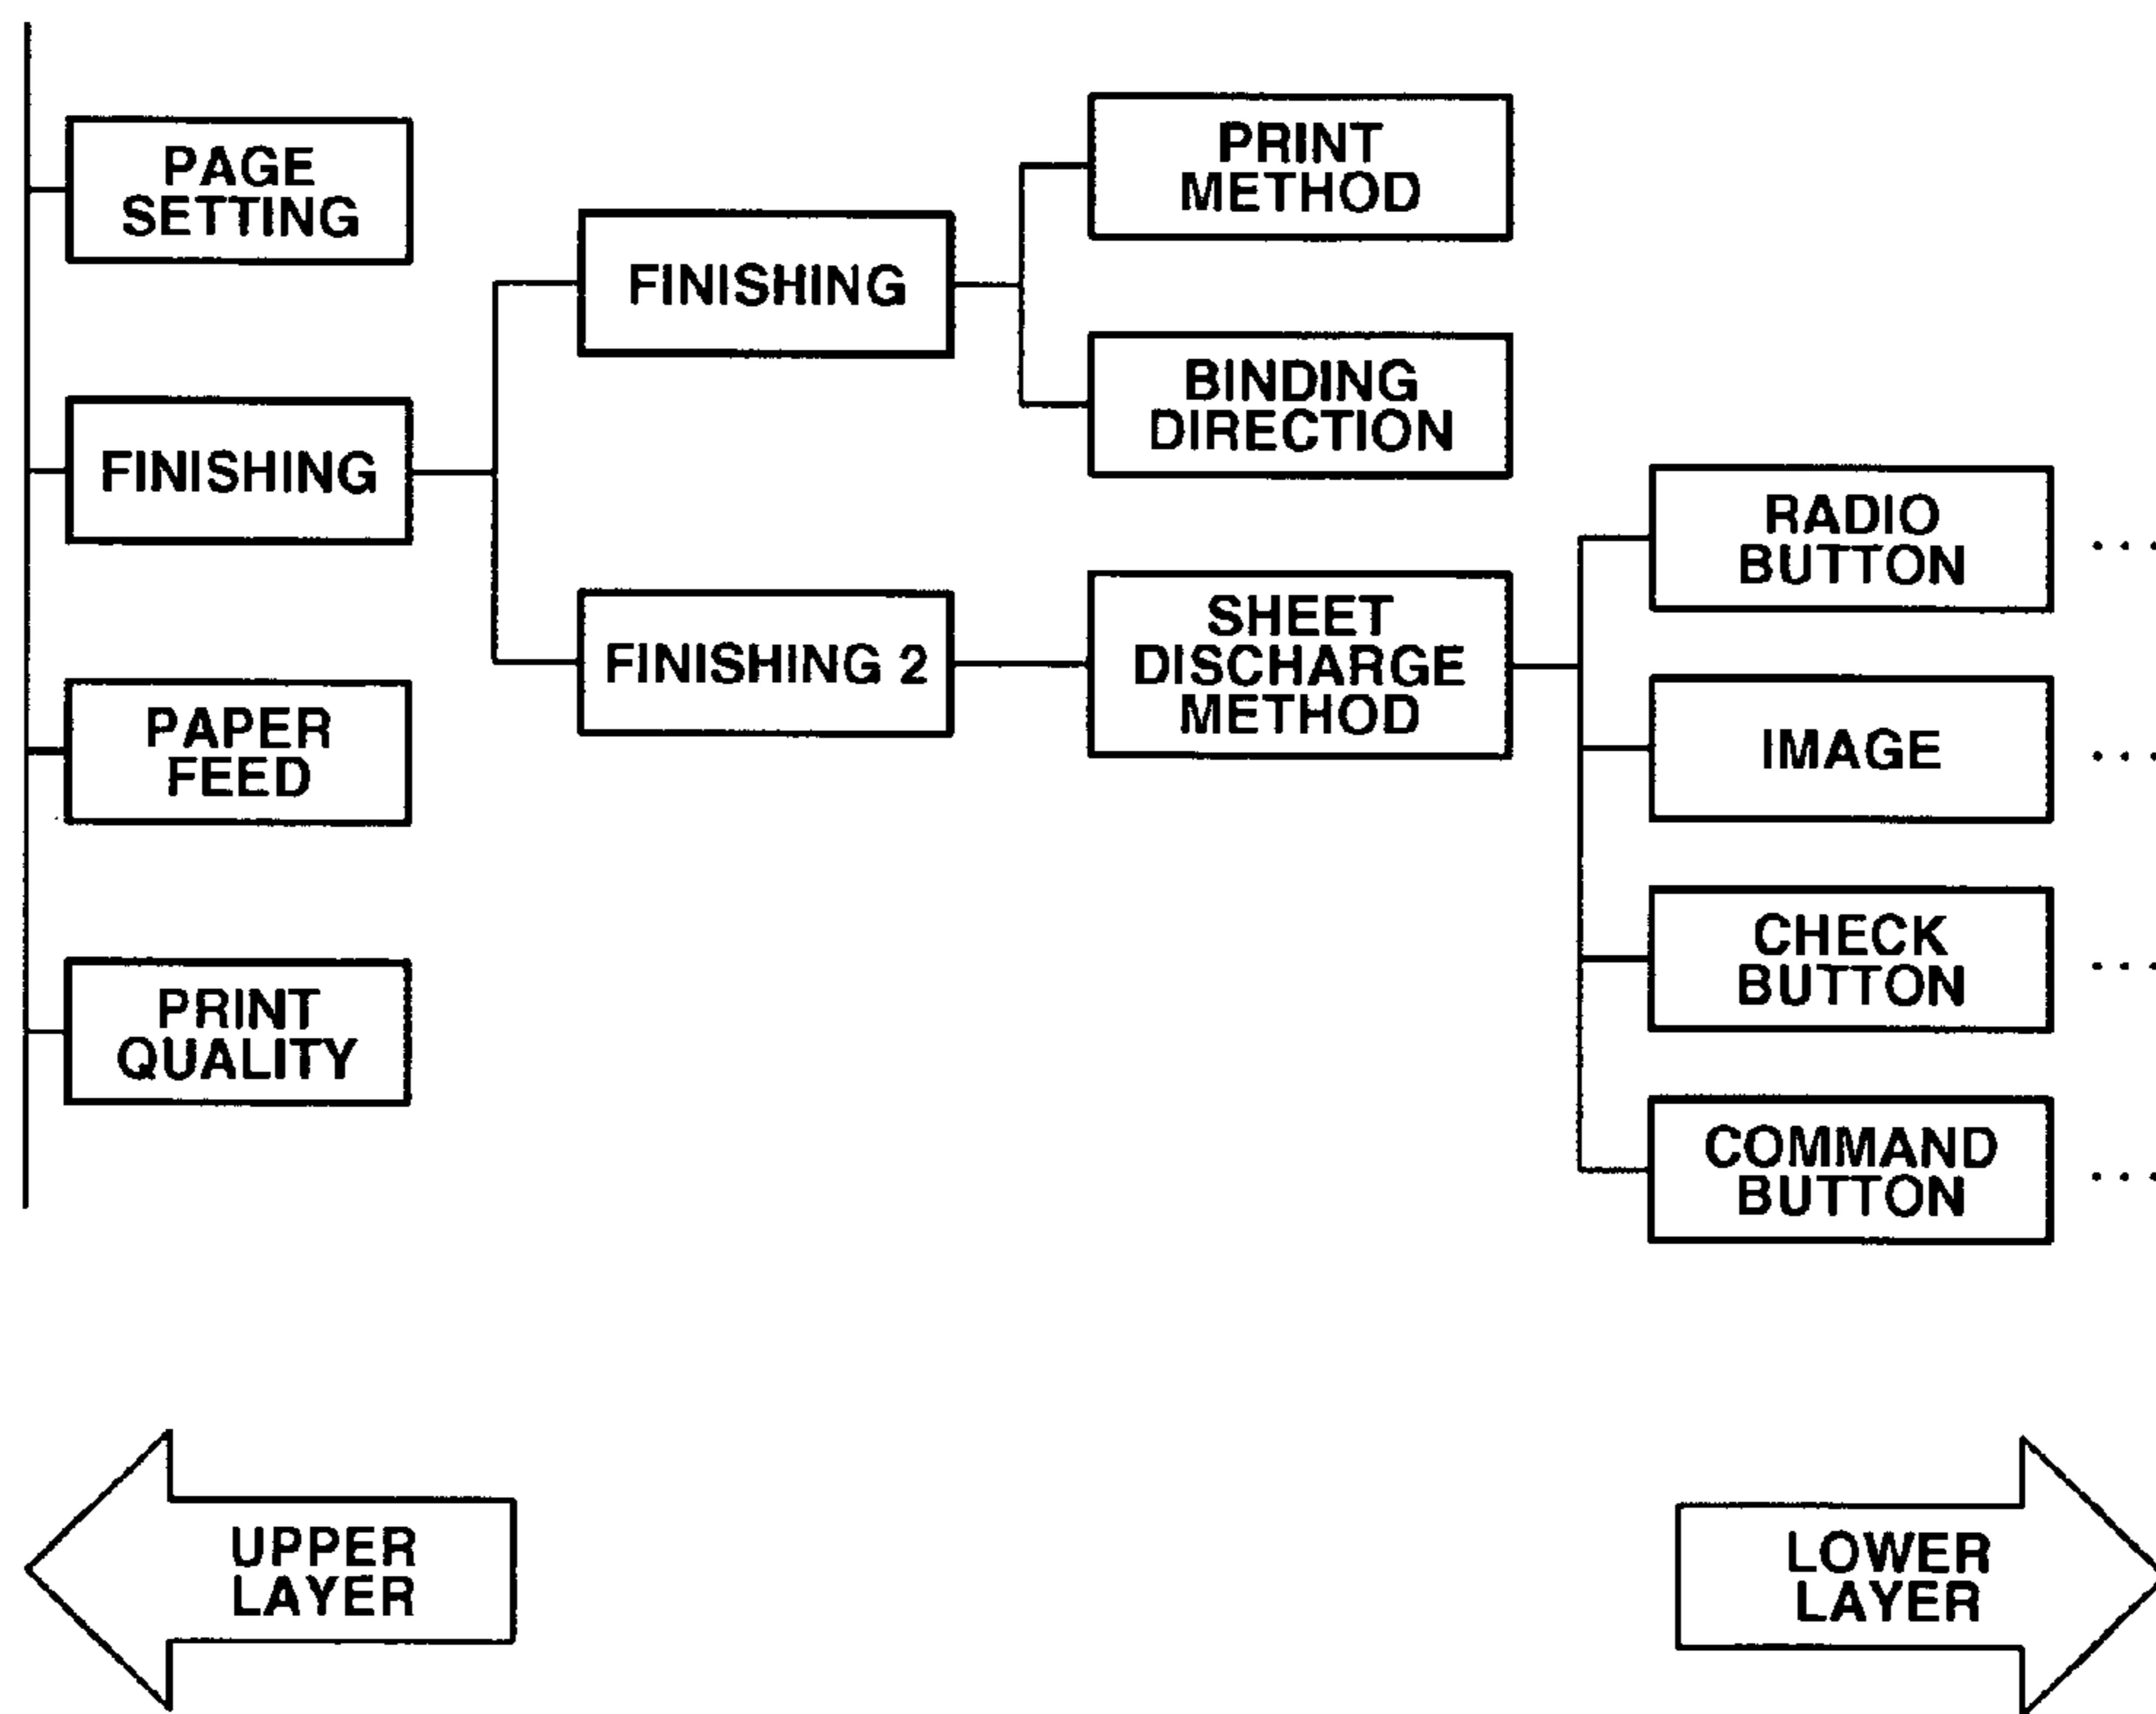 PAGE
SETTING
FINISHING
PAPER
FEED
PRINT
QUALITY
FINISHING
FINISHING 2
PRINT
METHOD
BINDING
DIRECTION
SHEET
DISCHARGE
METHOD
RADIO
BUTTON
...
IMAGE
...
CHECK
BUTTON
...
COMMAND
BUTTON
...
UPPER
LAYER
LOWER
LAYER